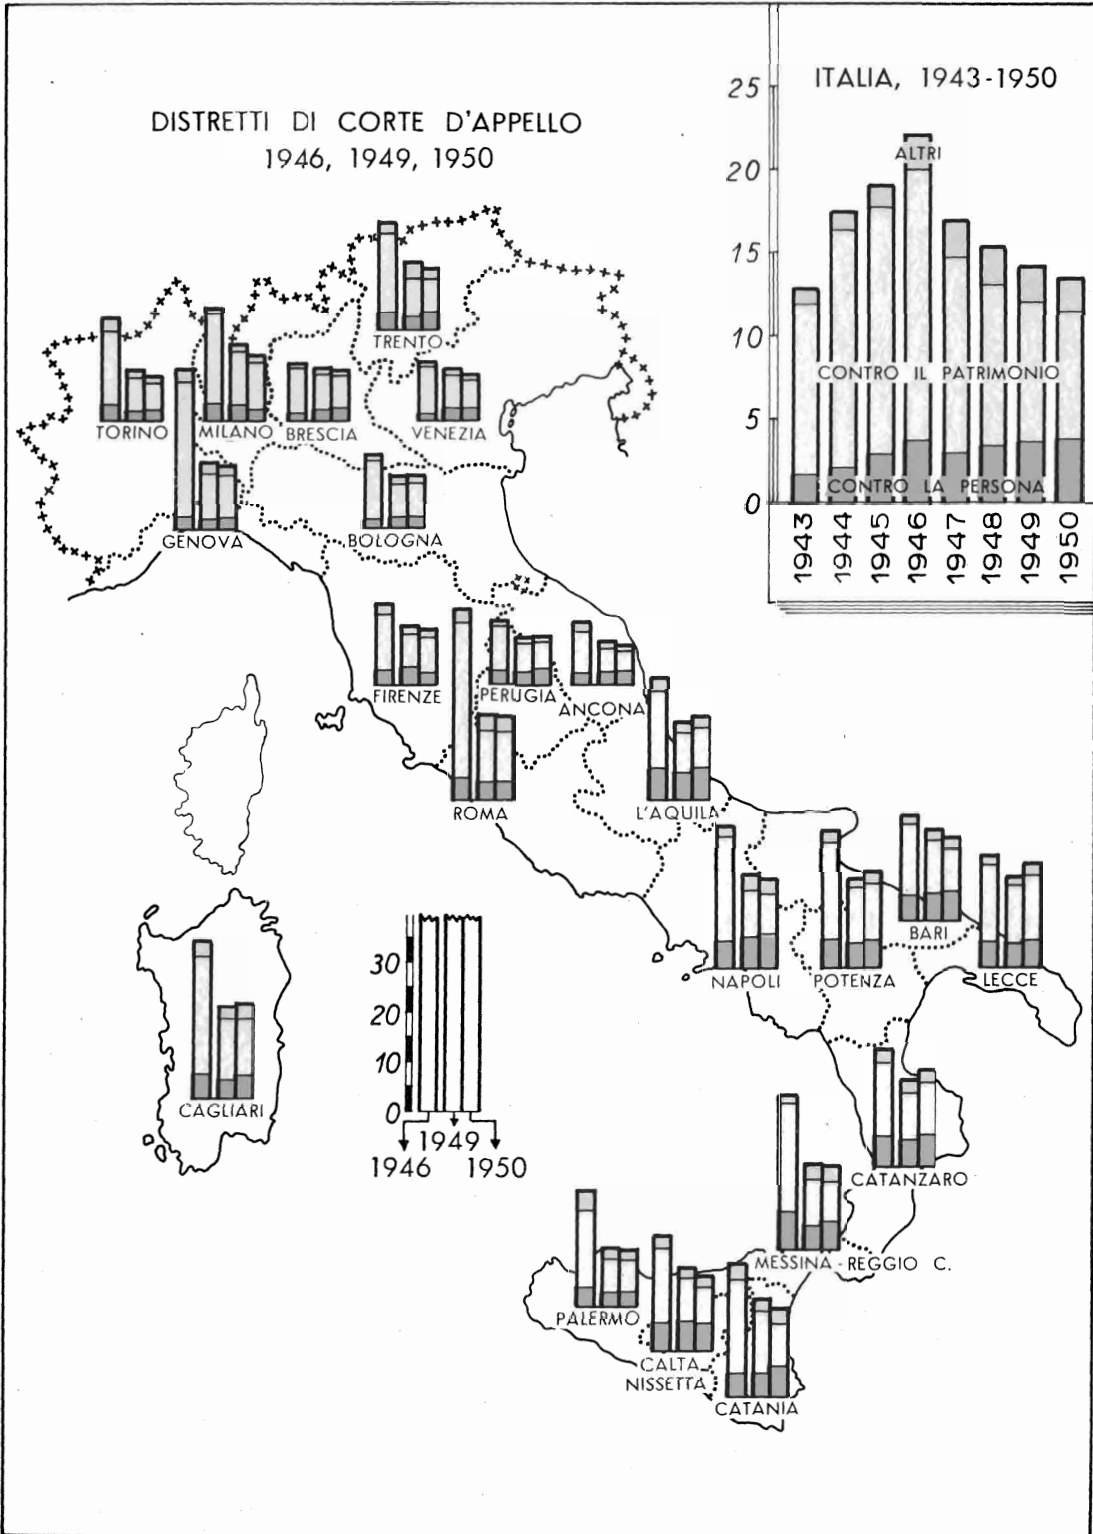 DISTRETTI DI CORTE D'APPELLO
1946, 1949, 1950
ITALIA, 1943-1950
25
20
15
10
5
0
ALTRI
CONTRO IL PATRIMONIO
CONTRO LA PERSONA
1943
1944
1945
1946
1947
1948
1949
1950
TRENTO
TORINO
MILANO
BRESCIA
VENEZIA
GENOVA
BOLOGNA
FIRENZE
PERUGIA
ANCONA
ROMA
L'AQUILA
NAPOLI
POTENZA
BARI
LECCE
CAGLIARI
30
20
10
0
1946
1949
1950
CATANZARO
MESSINA - REGGIO C.
PALERMO
CALTA
NISSETTA
CATANIA